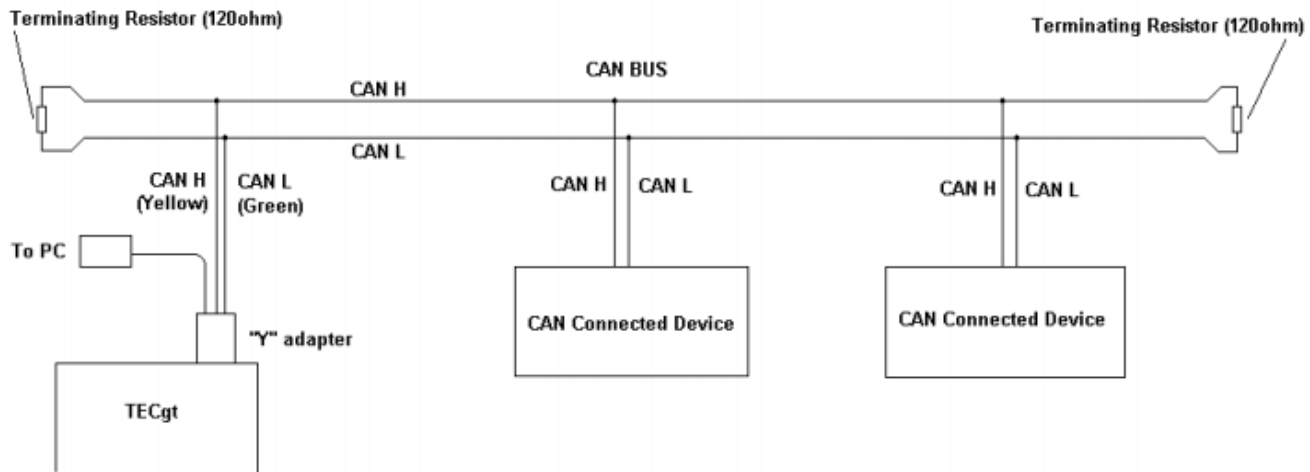 Terminating Resistor (120ohm)
Terminating Resistor (120ohm)
CAN BUS
CAN H
CAN L
CAN H
(Yellow)
CAN L
(Green)
CAN H
CAN L
CAN H
CAN L
To PC
"Y" adapter
CAN Connected Device
CAN Connected Device
TECgt